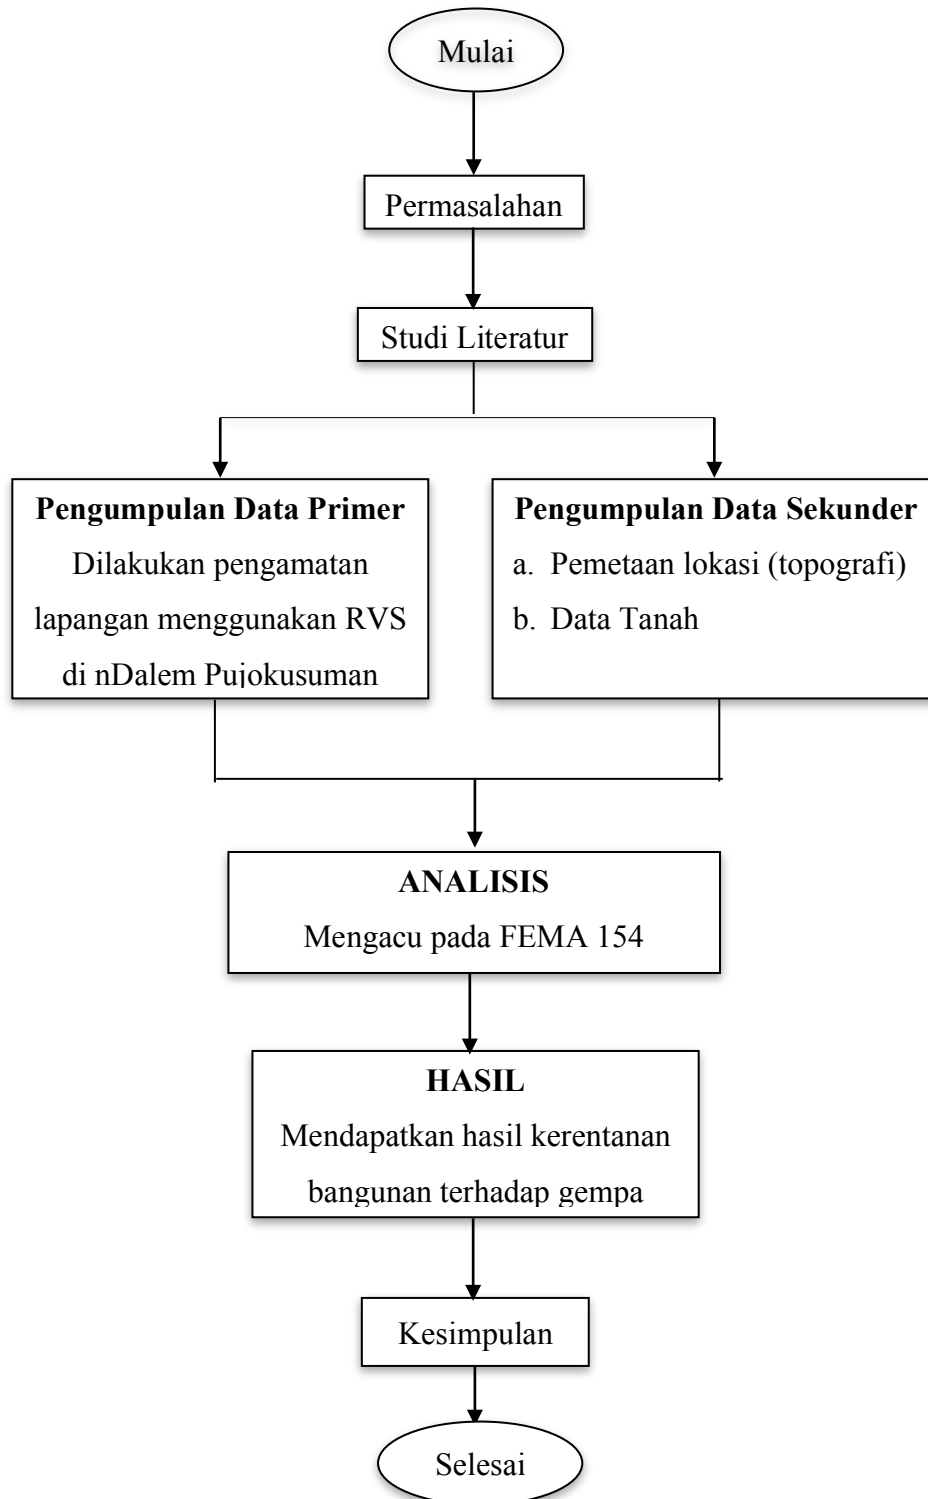 Mulai
Permasalahan
Studi Literatur
Pengumpulan Data Primer
Dilakukan pengamatan
lapangan menggunakan RVS
di nDalem Pujokusuman
Pengumpulan Data Sekunder
a. Pemetaan lokasi (topografi)
b. Data Tanah
ANALISIS
Mengacu pada FEMA 154
HASIL
Mendapatkan hasil kerentanan
bangunan terhadap gempa
Kesimpulan
Selesai